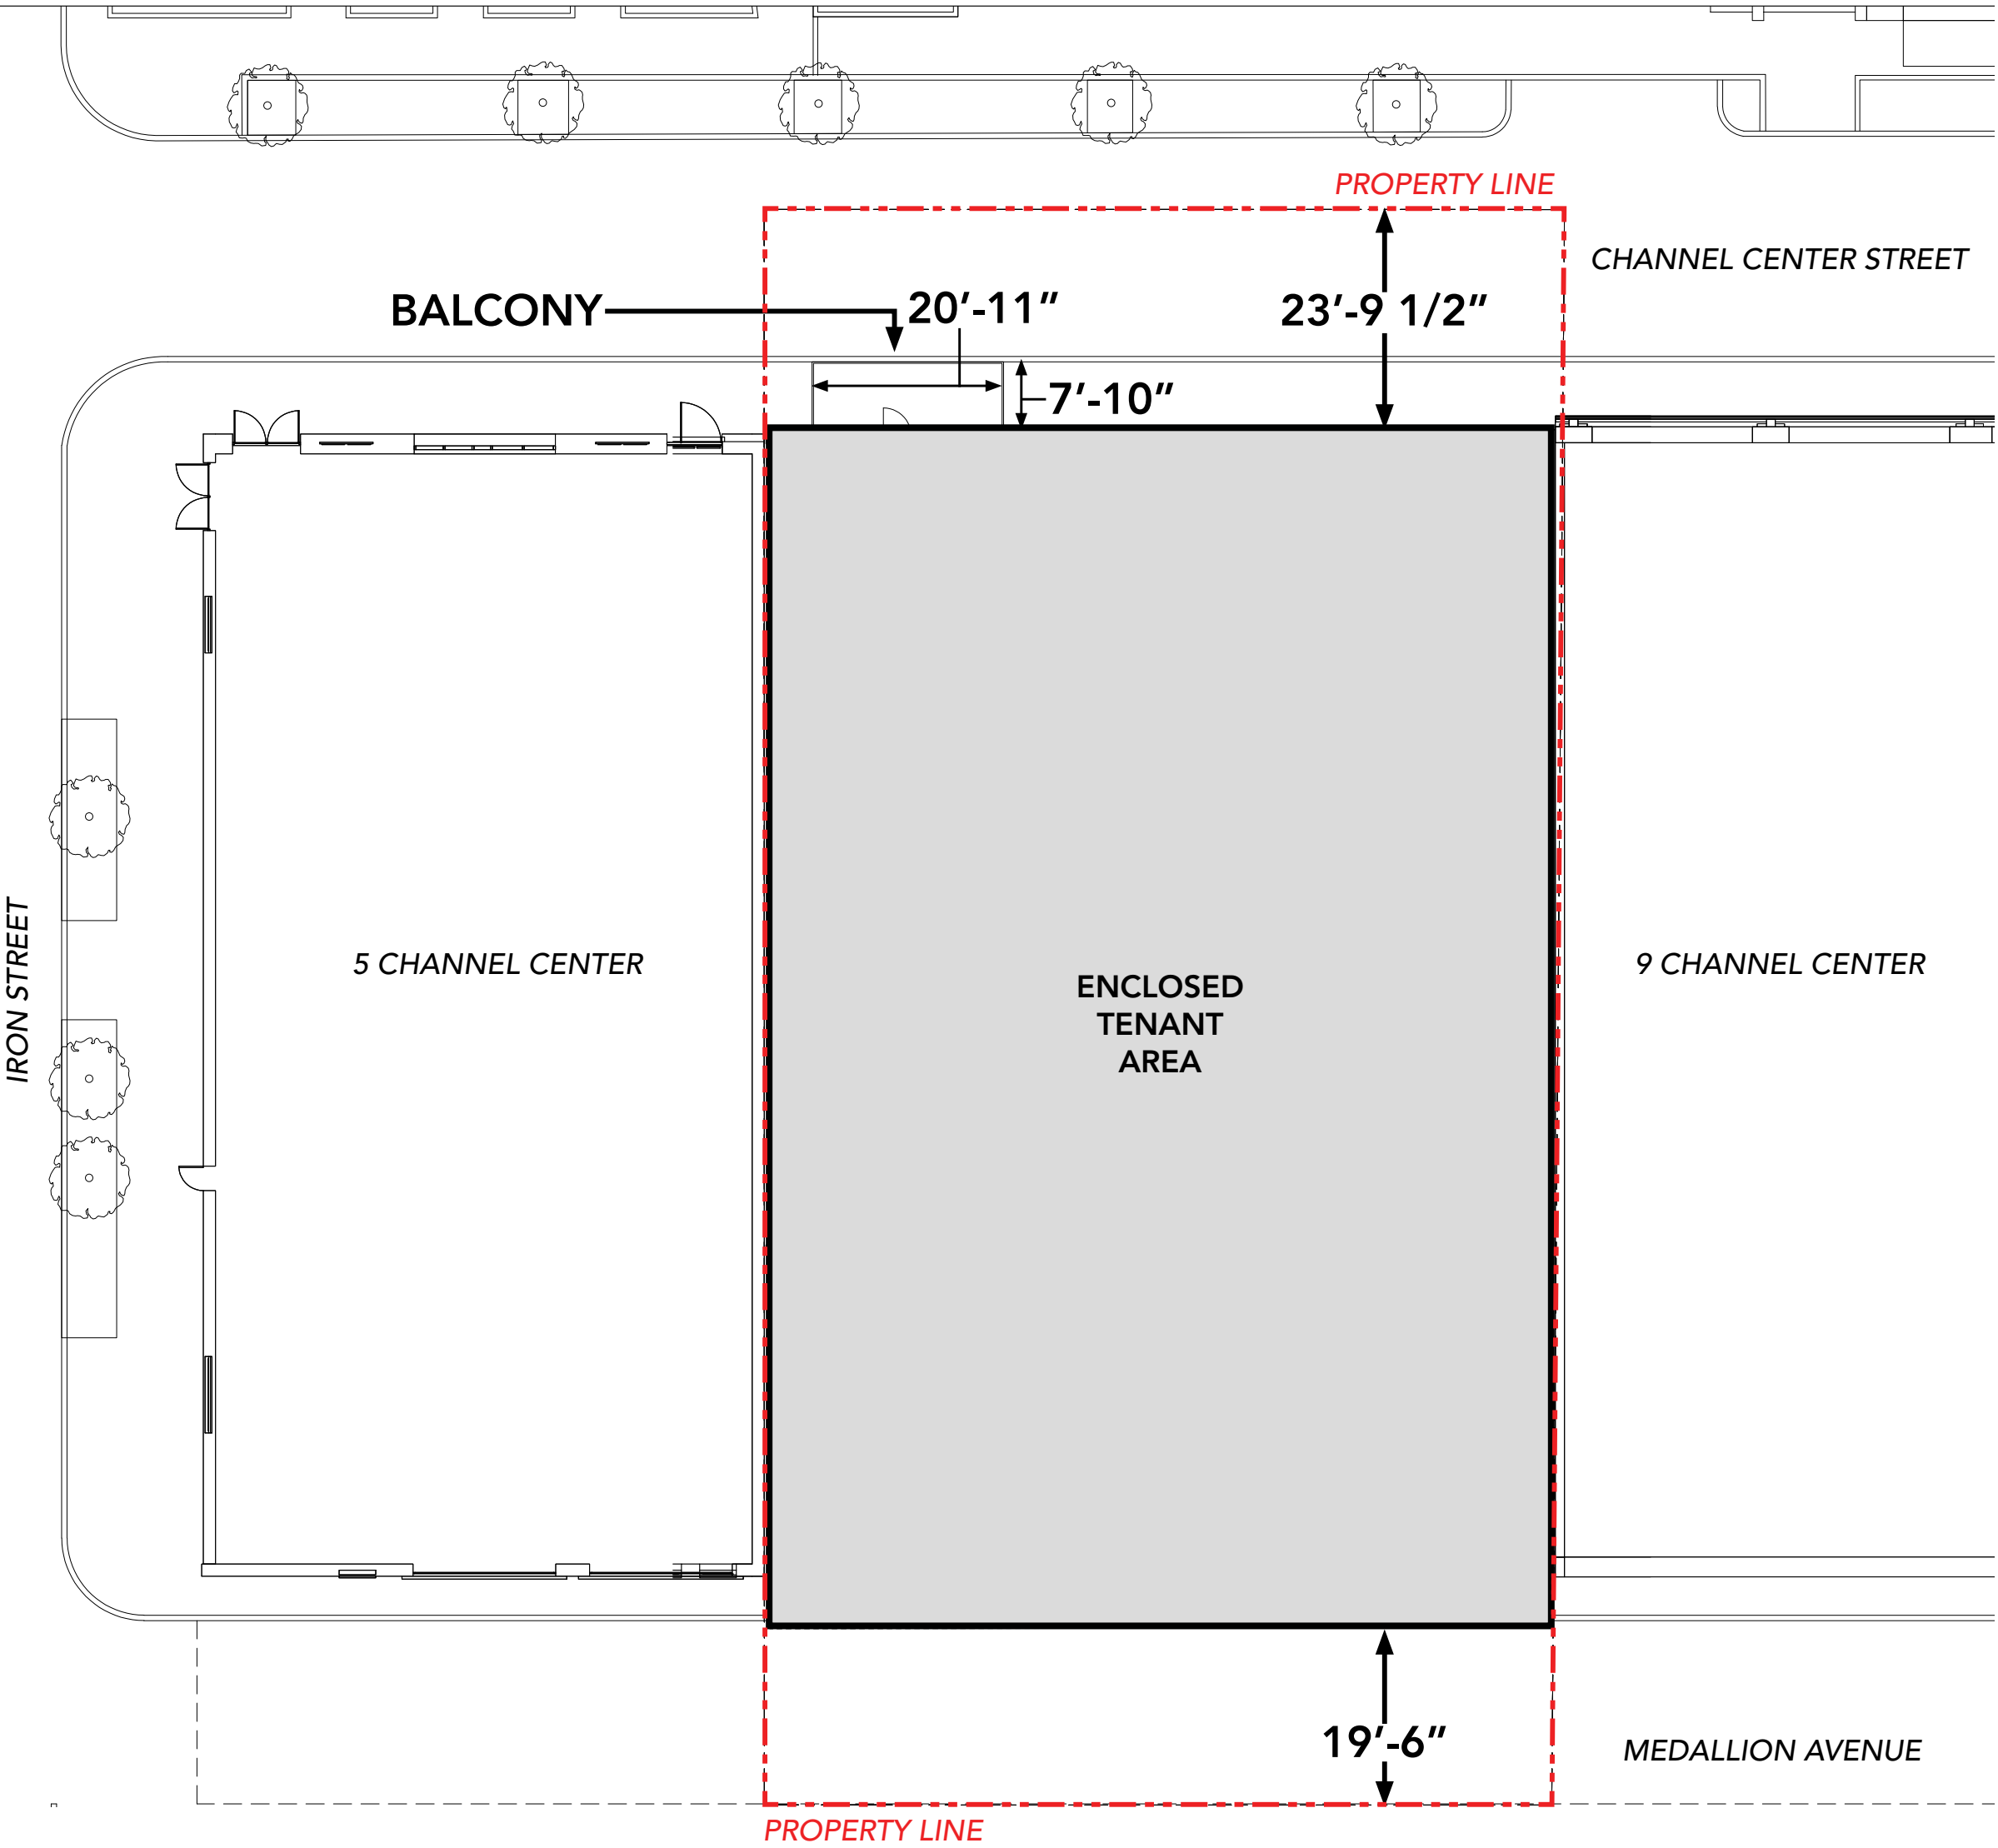 PROPERTY LINE
CHANNEL CENTER STREET
BALCONY
20'-11"
23'-9 1/2"
7'-10"
IRON STREET
5 CHANNEL CENTER
ENCLOSED
TENANT
AREA
9 CHANNEL CENTER
19'-6"
MEDALLION AVENUE
PROPERTY LINE